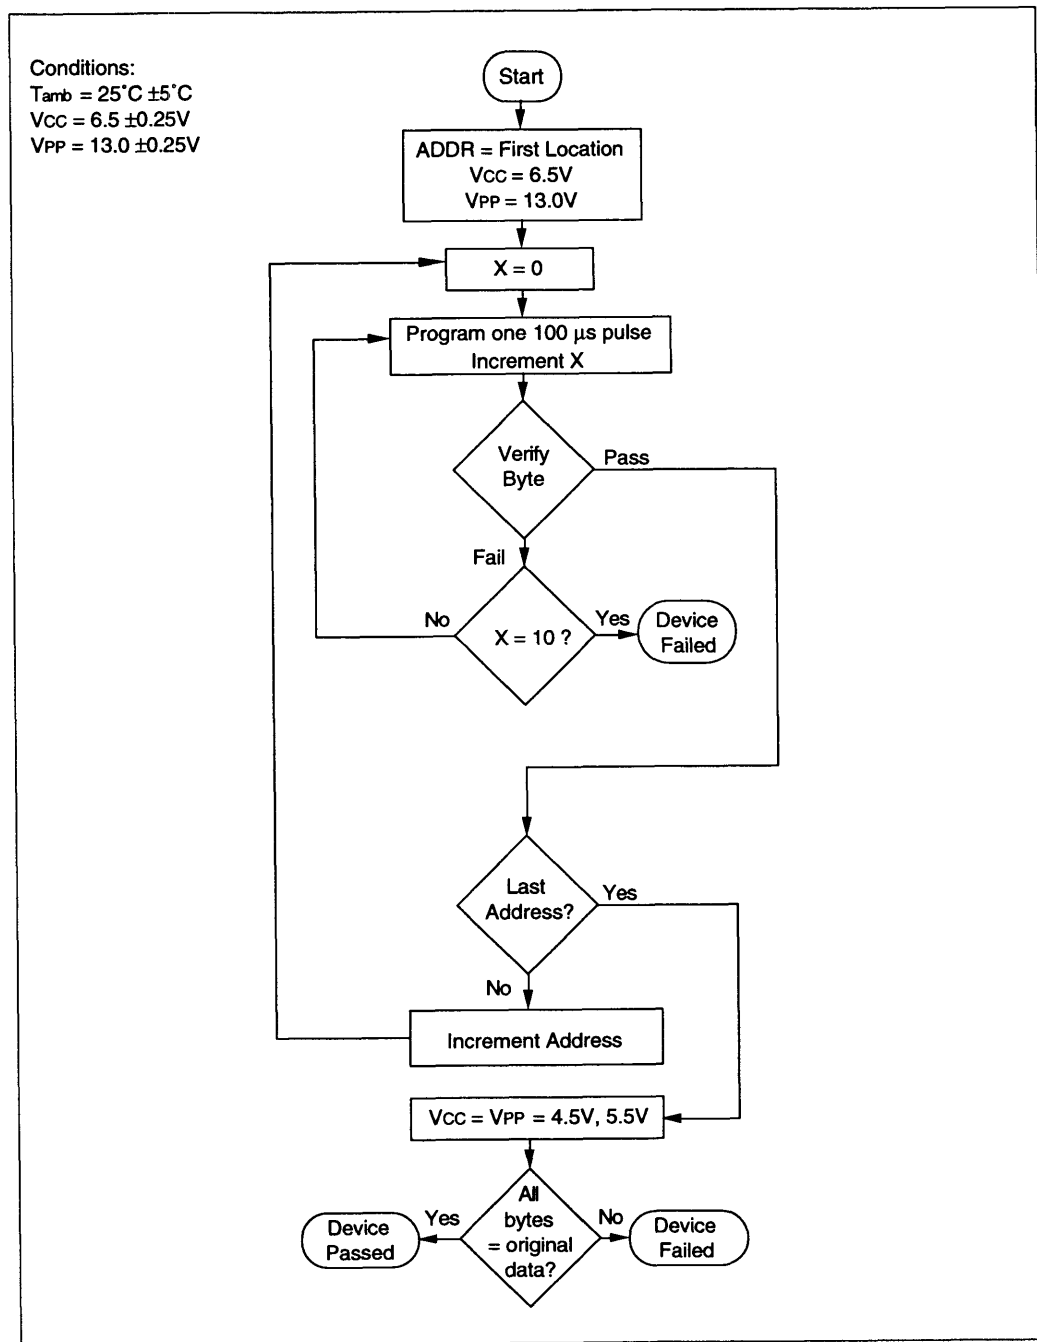 Conditions:
Tamb = 25˚C ±5˚C
VCC = 6.5 ±0.25V
VPP = 13.0 ±0.25V
Start
ADDR = First Location
VCC = 6.5V
VPP = 13.0V
X = 0
Program one 100 µs pulse
Increment X
Verify
Byte
Pass
Fail
No
X = 10 ?
Yes
Device
Failed
Last
Address?
Yes
No
Increment Address
VCC = VPP = 4.5V, 5.5V
Device
Passed
Yes
All
bytes
= original
data?
No
Device
Failed